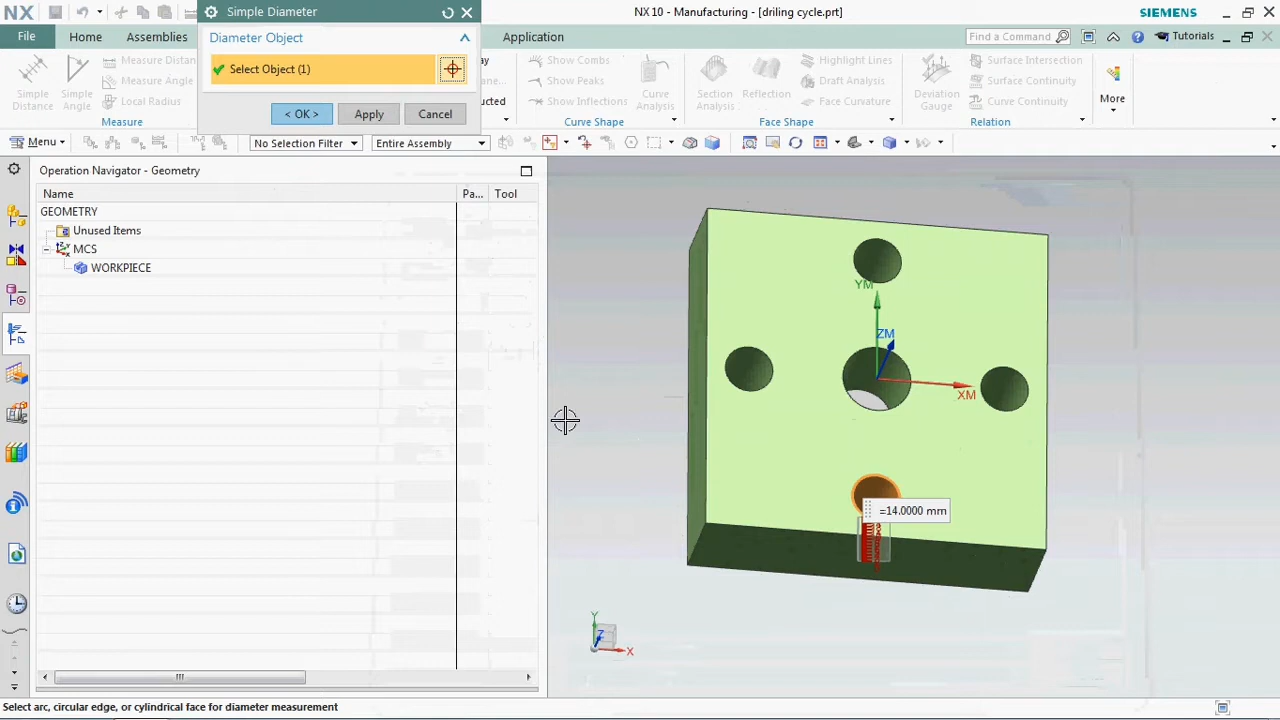 NX
Simple Diameter
NX 10 - Manufacturing - [driling cycle.prt]
SIEMENS
File
Home
Assemblies
Application
Find a Command
Tutorials
Diameter Object
Select Object (1)
< OK >
Apply
Cancel
Simple
Distance
Simple
Angle
Measure Distan
Measure Angle
Local Radius
Measure
Show Combs
Show Peaks
Show Inflections
Curve
Analysis
Curve Shape
Section
Analysis
Reflection
Highlight Lines
Draft Analysis
Face Curvature
Face Shape
Deviation
Gauge
Surface Intersection
Surface Continuity
Curve Continuity
Relation
More
Menu
No Selection Filter
Entire Assembly
Operation Navigator - Geometry
Name
Pa...
Tool
GEOMETRY
Unused Items
MCS
WORKPIECE
YM
ZM
XM
=14.0000 mm
Y
Z
X
Select arc, circular edge, or cylindrical face for diameter measurement